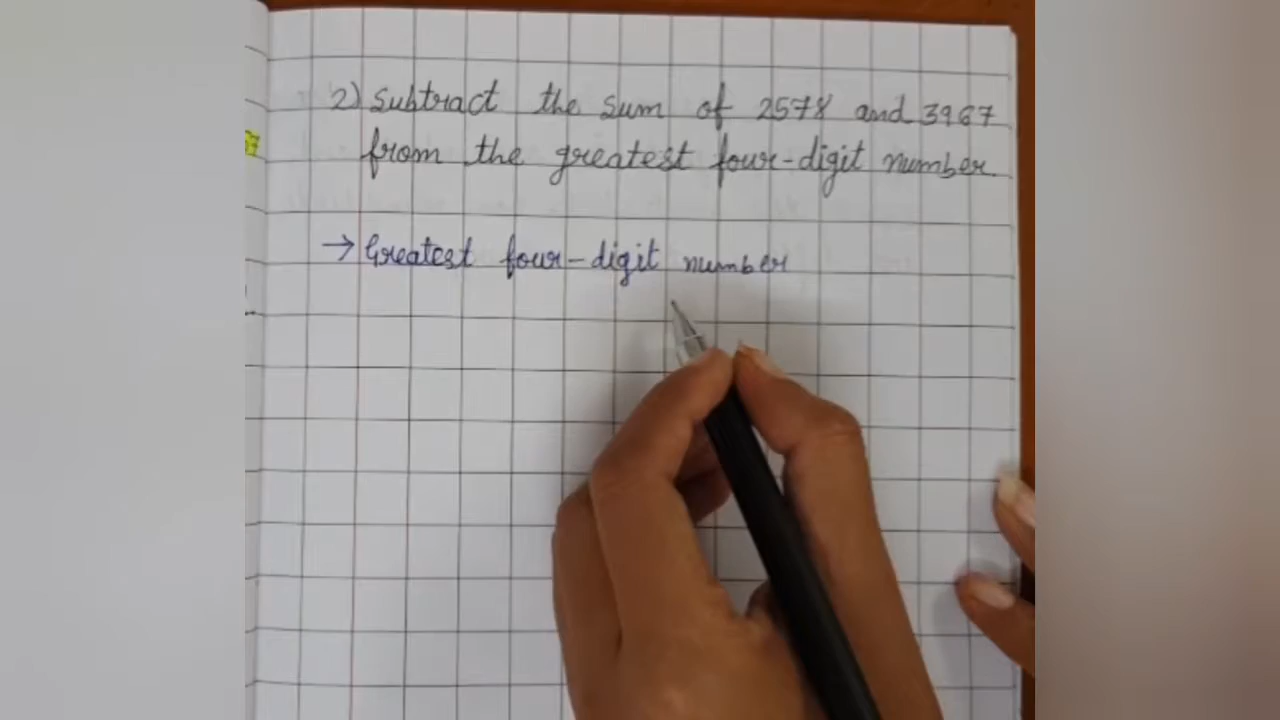 2) Subtract the sum of 2578 and 3967
from the greatest four-digit number.
→ Greatest four-digit number